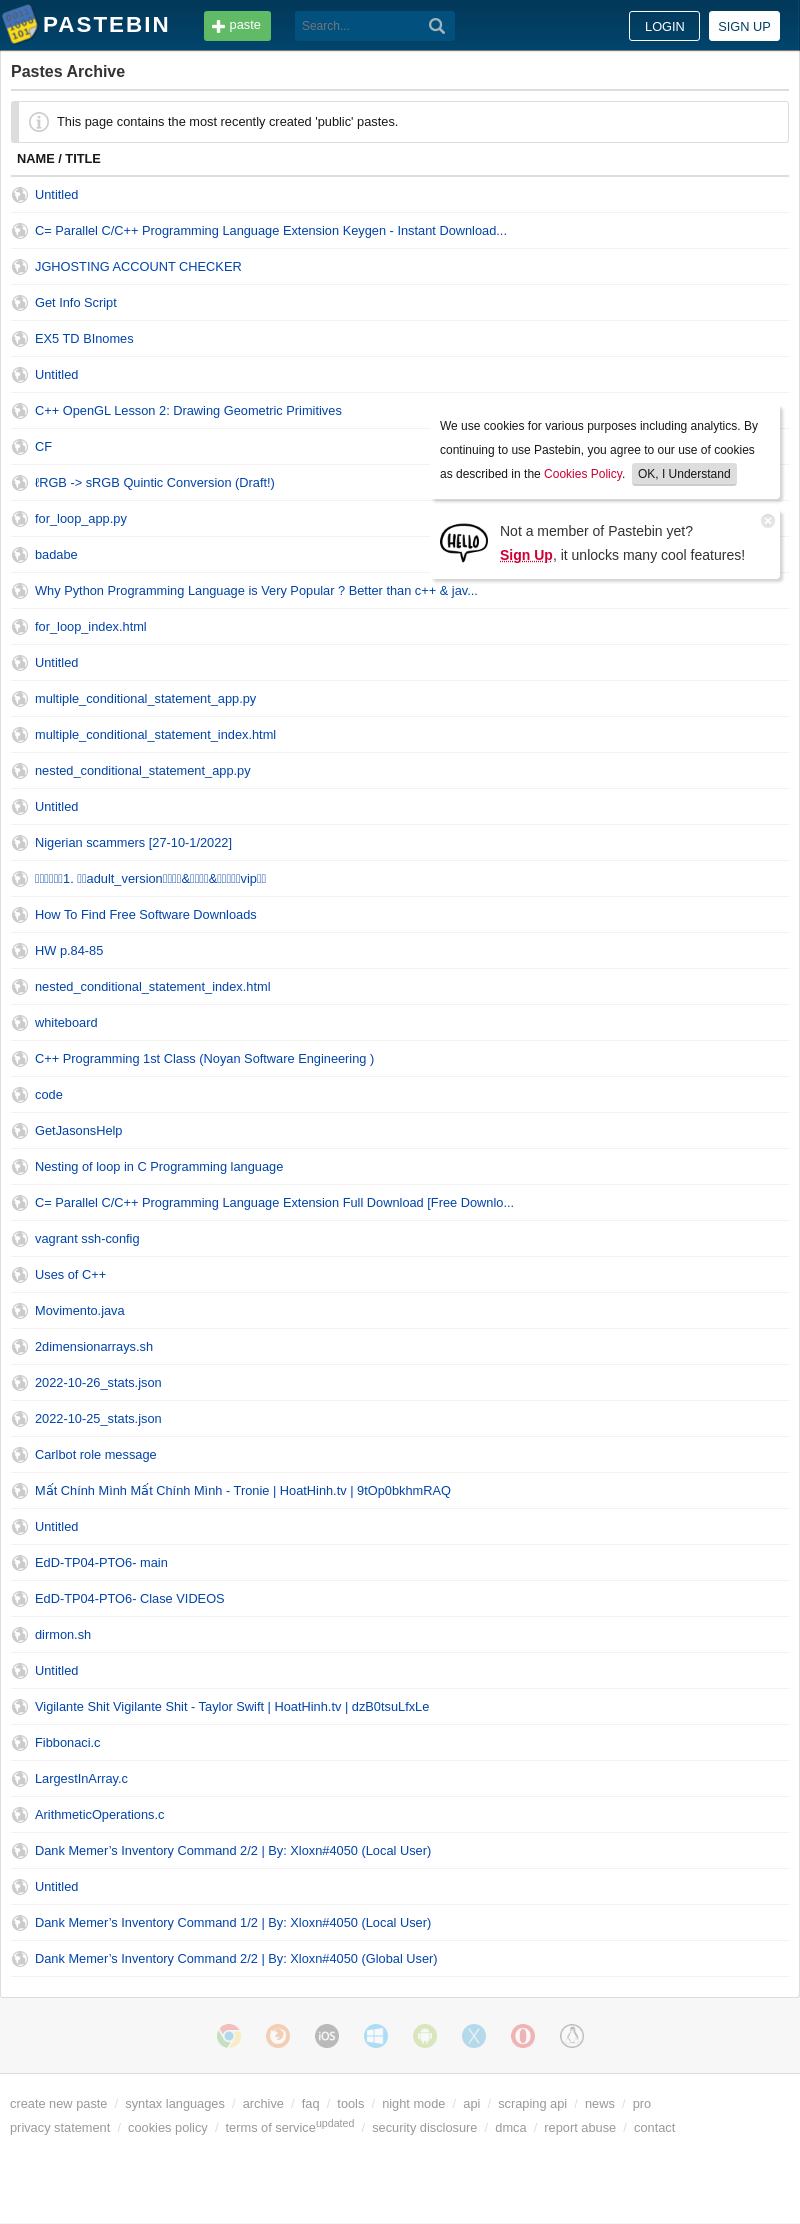 PASTEBIN
paste
Search...
LOGIN
SIGN UP
Pastes Archive
This page contains the most recently created 'public' pastes.
NAME / TITLE
Untitled
C= Parallel C/C++ Programming Language Extension Keygen - Instant Download...
JGHOSTING ACCOUNT CHECKER
Get Info Script
EX5 TD BInomes
Untitled
C++ OpenGL Lesson 2: Drawing Geometric Primitives
CF
ℓRGB -> sRGB Quintic Conversion (Draft!)
for_loop_app.py
badabe
We use cookies for various purposes including analytics. By
continuing to use Pastebin, you agree to our use of cookies
as described in the Cookies Policy. OK, I Understand
HELLO
Not a member of Pastebin yet?
Sign Up, it unlocks many cool features!
Why Python Programming Language is Very Popular ? Better than c++ & jav...
for_loop_index.html
Untitled
multiple_conditional_statement_app.py
multiple_conditional_statement_index.html
nested_conditional_statement_app.py
Untitled
Nigerian scammers [27-10-1/2022]
1. adult_version&&vip
How To Find Free Software Downloads
HW p.84-85
nested_conditional_statement_index.html
whiteboard
C++ Programming 1st Class (Noyan Software Engineering )
code
GetJasonsHelp
Nesting of loop in C Programming language
C= Parallel C/C++ Programming Language Extension Full Download [Free Downlo...
vagrant ssh-config
Uses of C++
Movimento.java
2dimensionarrays.sh
2022-10-26_stats.json
2022-10-25_stats.json
Carlbot role message
Mất Chính Mình Mất Chính Mình - Tronie | HoatHinh.tv | 9tOp0bkhmRAQ
Untitled
EdD-TP04-PTO6- main
EdD-TP04-PTO6- Clase VIDEOS
dirmon.sh
Untitled
Vigilante Shit Vigilante Shit - Taylor Swift | HoatHinh.tv | dzB0tsuLfxLe
Fibbonaci.c
LargestInArray.c
ArithmeticOperations.c
Dank Memer’s Inventory Command 2/2 | By: Xloxn#4050 (Local User)
Untitled
Dank Memer’s Inventory Command 1/2 | By: Xloxn#4050 (Local User)
Dank Memer’s Inventory Command 2/2 | By: Xloxn#4050 (Global User)
iOS
create new paste / syntax languages / archive / faq / tools / night mode / api / scraping api / news / pro
privacy statement / cookies policy / terms of service updated / security disclosure / dmca / report abuse / contact